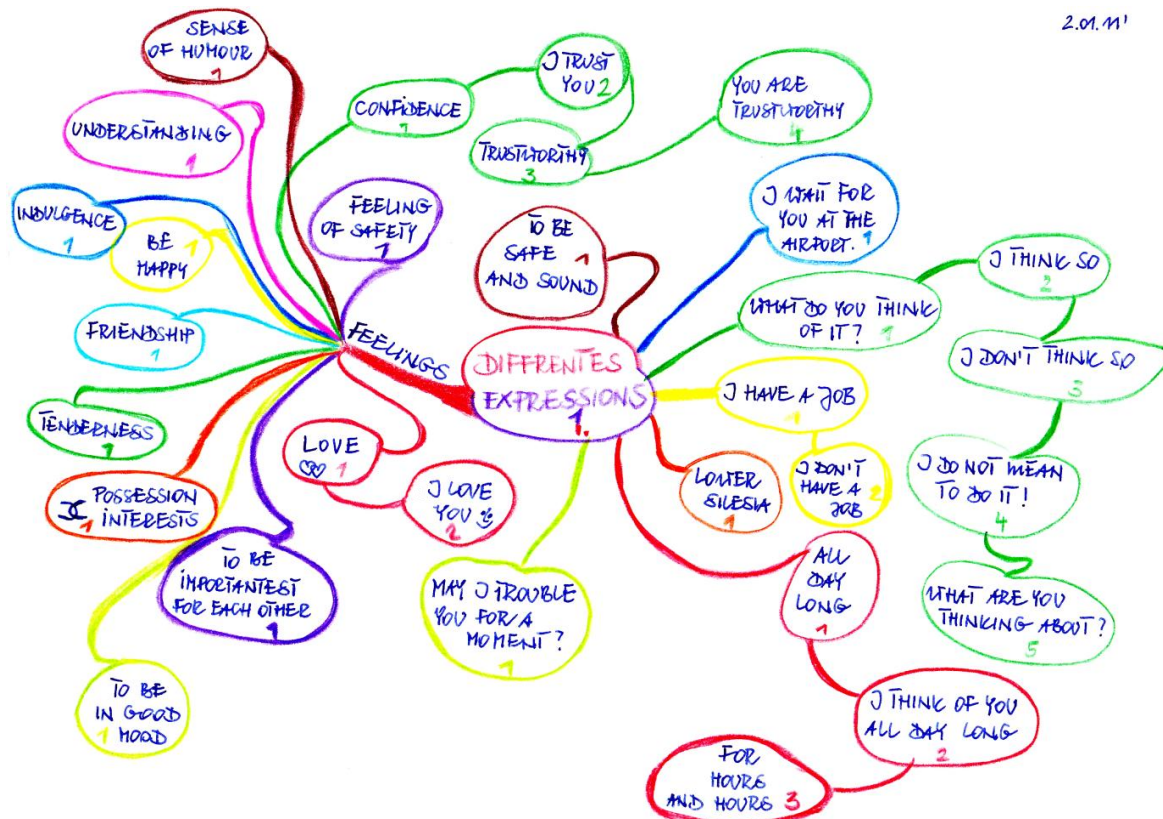 2.01.11'
SENSE
OF HUMOUR
1
UNDERSTANDING
1
INDULGENCE
1
BE 1
HAPPY
FRIENDSHIP
1
TENDERNESS
1
POSSESSION
INTERESTS
1
TO BE
IN GOOD
1 MOOD
TO BE
IMPORTANTEST
FOR EACH OTHER
1
LOVE
1
I LOVE
YOU
2
FEELING
OF SAFETY
1
CONFIDENCE
1
I TRUST
YOU 2
TRUSTWORTHY
3
YOU ARE
TRUSTWORTHY
4
FEELINGS
DIFFRENTES
EXPRESSIONS
1.
TO BE
SAFE 1
AND SOUND
I WAIT FOR
YOU AT THE
AIRPORT. 1
WHAT DO YOU THINK
OF IT? 1
I THINK SO
2
I DON'T THINK SO
3
I DO NOT MEAN
TO DO IT!
4
WHAT ARE YOU
THINKING ABOUT?
5
I HAVE A JOB
1
I DON'T
HAVE A 2
JOB
LOWER
SILESIA
1
ALL
DAY
LONG
1
I THINK OF YOU
ALL DAY LONG
2
FOR
HOURS
AND HOURS 3
MAY I TROUBLE
YOU FOR A
MOMENT?
1